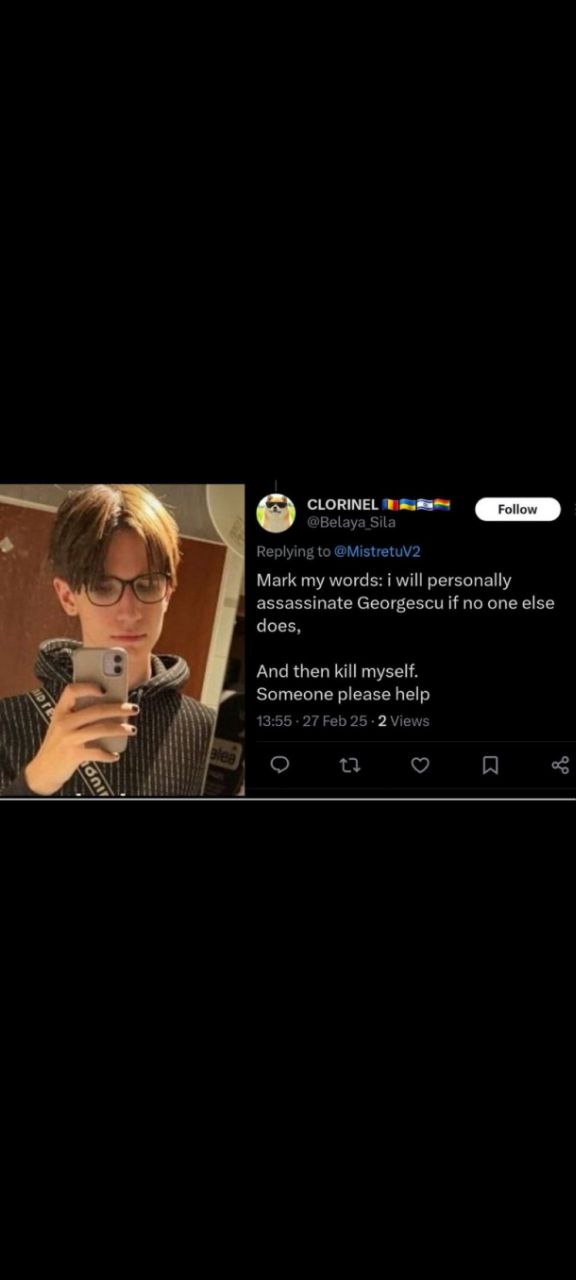 CLORINEL 🇷🇴🇺🇦🇮🇱🏳️‍🌈
Follow
@Belaya_Sila
Replying to @MistretuV2
Mark my words: i will personally
assassinate Georgescu if no one else
does,
And then kill myself.
Someone please help
13:55 · 27 Feb 25 · 2 Views